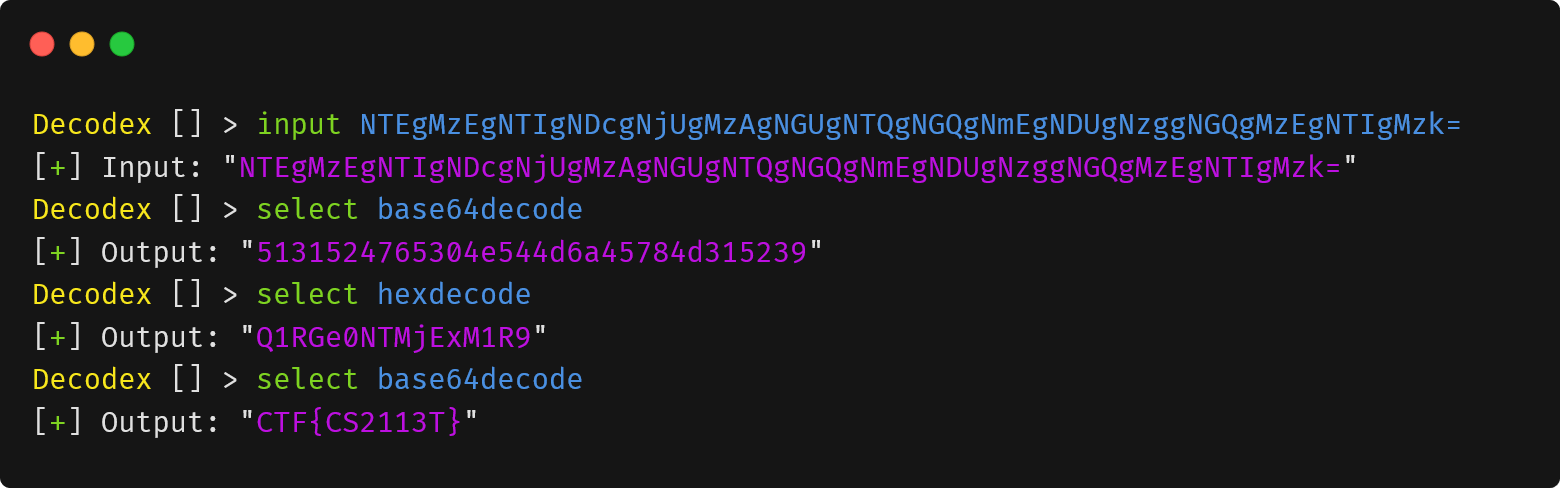 Decodex [] > input NTEgMzEgNTIgNDcgNjUgMzAgNGUgNTQgNGQgNmEgNDUgNzggNGQgMzEgNTIgMzk=
[+] Input: "NTEgMzEgNTIgNDcgNjUgMzAgNGUgNTQgNGQgNmEgNDUgNzggNGQgMzEgNTIgMzk="
Decodex [] > select base64decode
[+] Output: "5131524765304e544d6a45784d315239"
Decodex [] > select hexdecode
[+] Output: "Q1RGe0NTMjExM1R9"
Decodex [] > select base64decode
[+] Output: "CTF{CS2113T}"